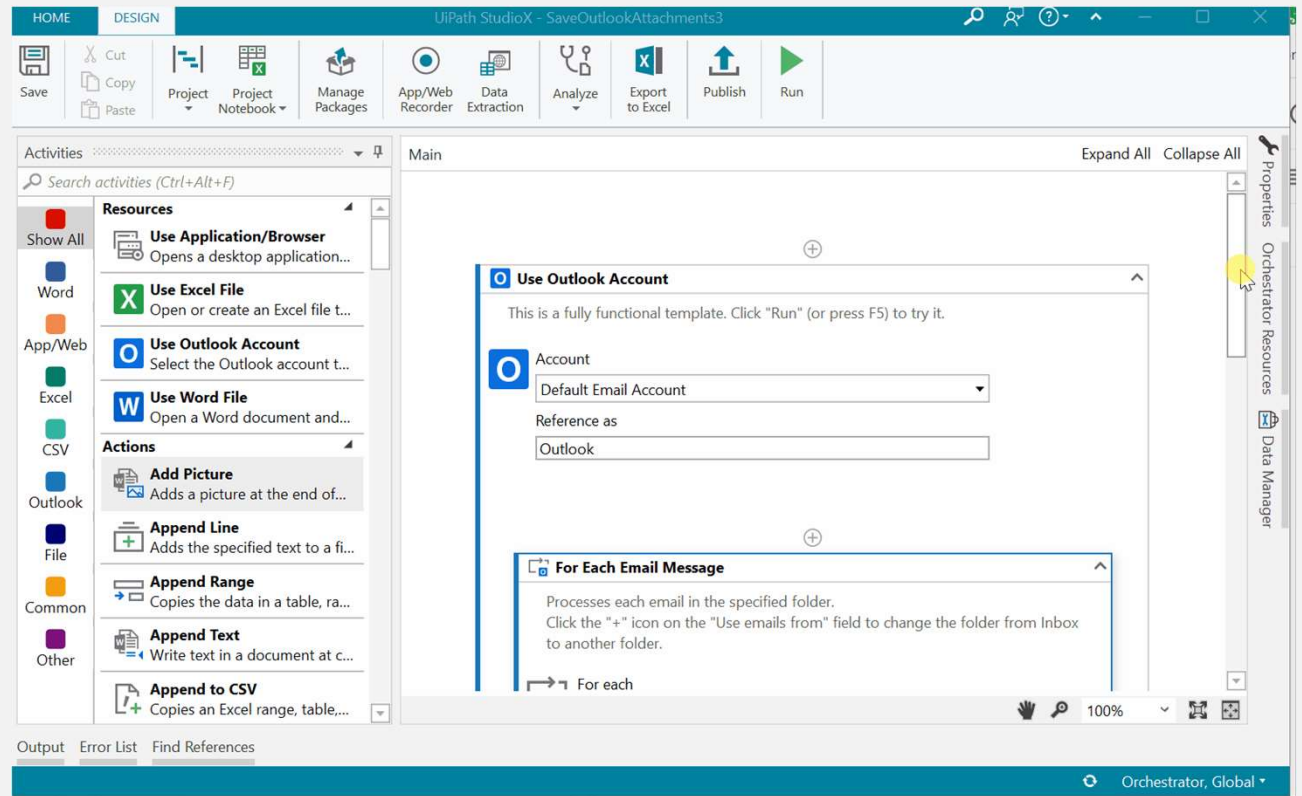 HOME DESIGN UiPath StudioX - SaveOutlookAttachments3
Save
Cut
Copy
Paste
Project
Project Notebook
Manage Packages
App/Web Recorder
Data Extraction
Analyze
Export to Excel
Publish
Run
Activities
Search activities (Ctrl+Alt+F)
Show All
Word
App/Web
Excel
CSV
Outlook
File
Common
Other
Resources
Use Application/Browser
Opens a desktop application...
Use Excel File
Open or create an Excel file t...
Use Outlook Account
Select the Outlook account t...
Use Word File
Open a Word document and...
Actions
Add Picture
Adds a picture at the end of...
Append Line
Adds the specified text to a fi...
Append Range
Copies the data in a table, ra...
Append Text
Write text in a document at c...
Append to CSV
Copies an Excel range, table,...
Main Expand All Collapse All
Use Outlook Account
This is a fully functional template. Click "Run" (or press F5) to try it.
Account
Default Email Account
Reference as
Outlook
For Each Email Message
Processes each email in the specified folder.
Click the "+" icon on the "Use emails from" field to change the folder from Inbox
to another folder.
For each
100%
Properties
Orchestrator Resources
Data Manager
Output Error List Find References
Orchestrator, Global